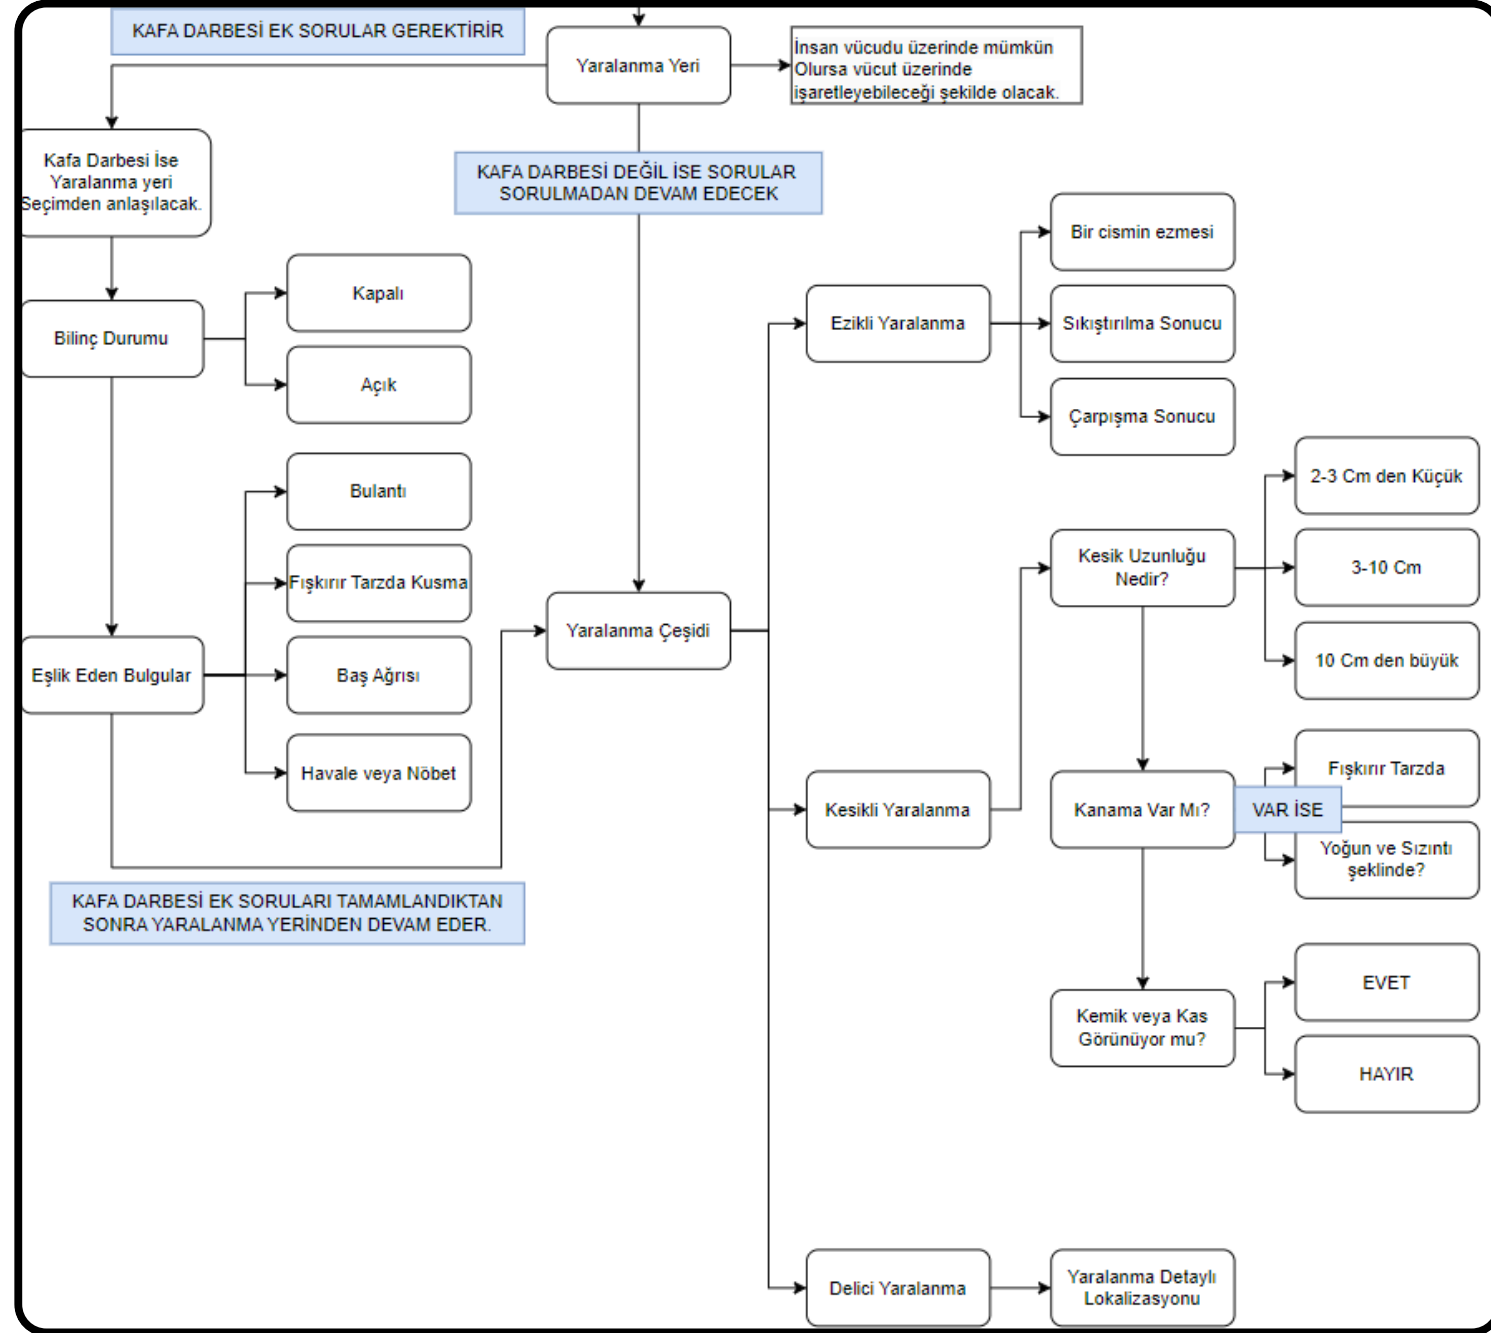 KAFA DARBESİ EK SORULAR GEREKTİRİR
Yaralanma Yeri
İnsan vücudu üzerinde mümkün
Olursa vücut üzerinde
işaretleyebileceği şekilde olacak.
Kafa Darbesi İse
Yaralanma yeri
Seçimden anlaşılacak.
KAFA DARBESİ DEĞİL İSE SORULAR
SORULMADAN DEVAM EDECEK
Bilinç Durumu
Kapalı
Açık
Eşlik Eden Bulgular
Bulantı
Fışkırır Tarzda Kusma
Baş Ağrısı
Havale veya Nöbet
KAFA DARBESİ EK SORULARI TAMAMLANDIKTAN
SONRA YARALANMA YERİNDEN DEVAM EDER.
Yaralanma Çeşidi
Ezikli Yaralanma
Bir cismin ezmesi
Sıkıştırılma Sonucu
Çarpışma Sonucu
Kesikli Yaralanma
Kesik Uzunluğu
Nedir?
2-3 Cm den Küçük
3-10 Cm
10 Cm den büyük
Kanama Var Mı?
VAR İSE
Fışkırır Tarzda
Yoğun ve Sızıntı
şeklinde?
Kemik veya Kas
Görünüyor mu?
EVET
HAYIR
Delici Yaralanma
Yaralanma Detaylı
Lokalizasyonu